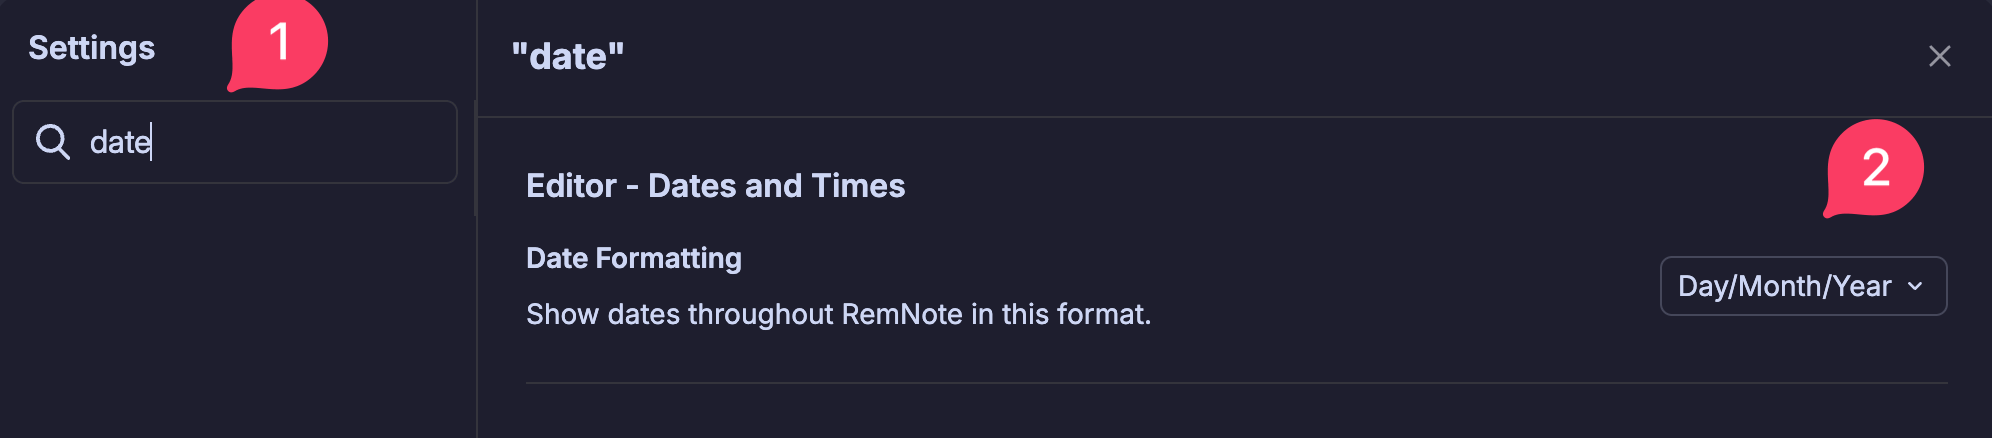 Settings
1
date
"date"
2
Editor - Dates and Times
Date Formatting
Show dates throughout RemNote in this format.
Day/Month/Year